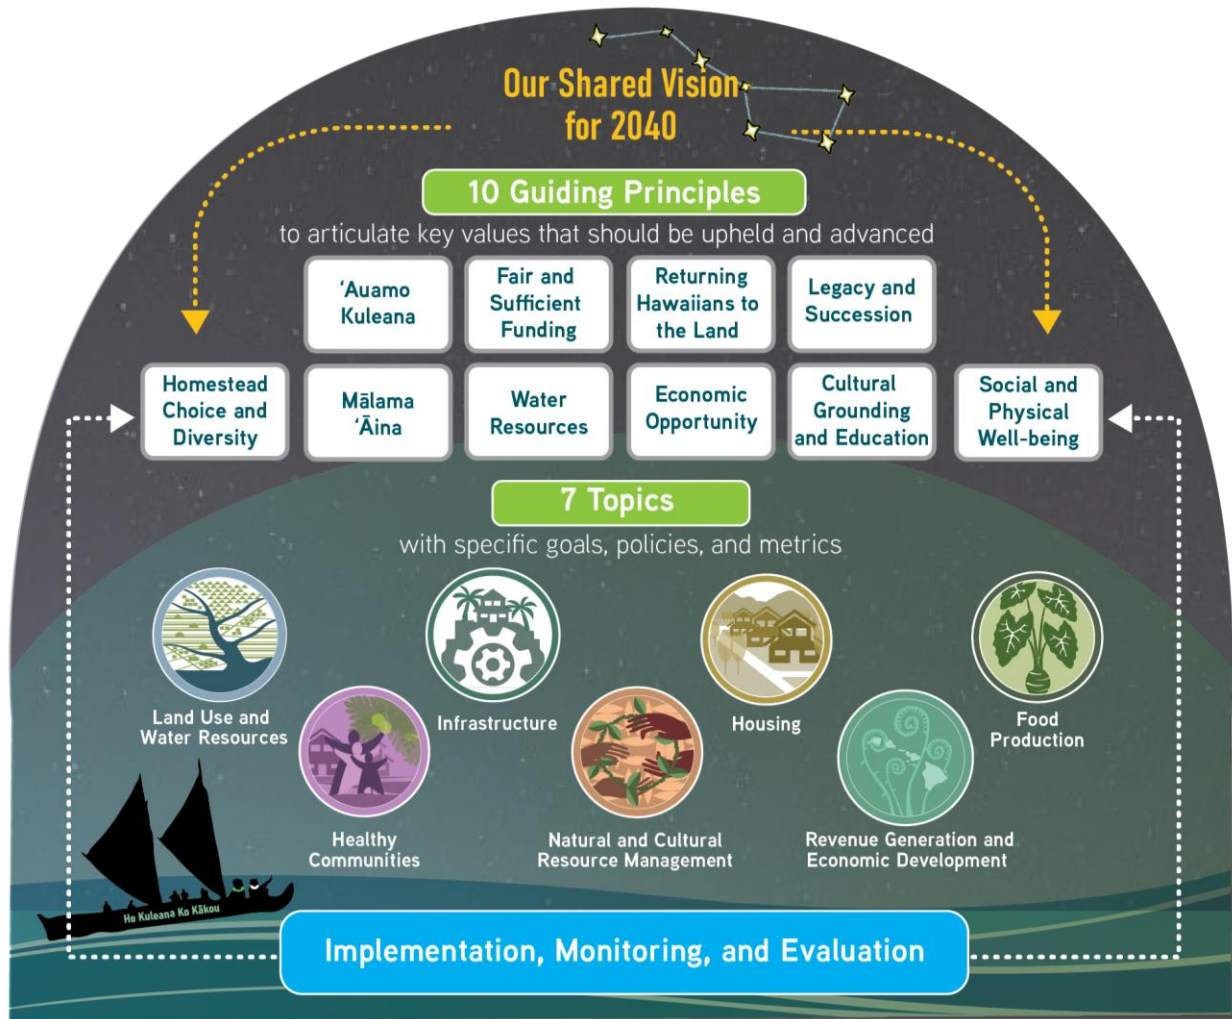 Our Shared Vision
for 2040
10 Guiding Principles
to articulate key values that should be upheld and advanced
ʻAuamo
Kuleana
Fair and
Sufficient
Funding
Returning
Hawaiians to
the Land
Legacy and
Succession
Homestead
Choice and
Diversity
Mālama
ʻĀina
Water
Resources
Economic
Opportunity
Cultural
Grounding
and Education
Social and
Physical
Well-being
7 Topics
with specific goals, policies, and metrics
Land Use and
Water Resources
Infrastructure
Housing
Food
Production
Healthy
Communities
Natural and Cultural
Resource Management
Revenue Generation and
Economic Development
He Kuleana Ko Kākou
Implementation, Monitoring, and Evaluation